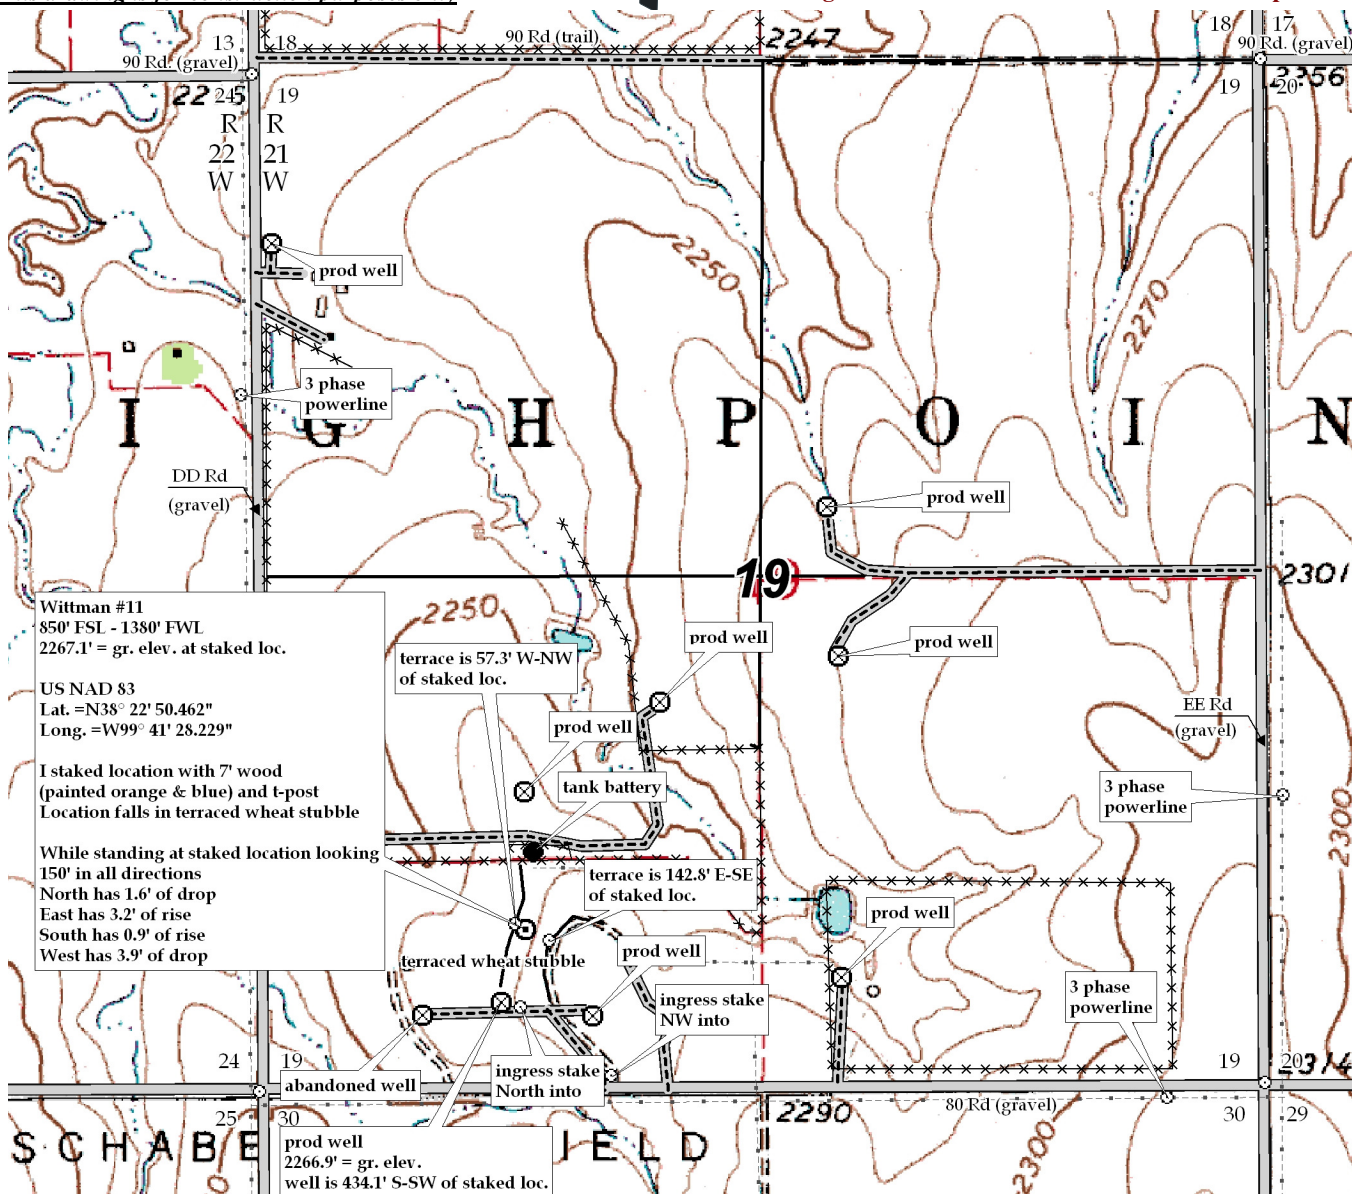 90 Rd (trail)
2247
18
17
13
18
90 Rd. (gravel)
90 Rd. (gravel)
24
19
19
20
2256
R
R
22
21
W
W
prod well
2250
2270
3 phase
powerline
I G H P O I N
DD Rd
(gravel)
prod well
19
2301
Wittman #11
850' FSL - 1380' FWL
2267.1' = gr. elev. at staked loc.
US NAD 83
Lat. =N38° 22' 50.462"
Long. =W99° 41' 28.229"
I staked location with 7' wood
(painted orange & blue) and t-post
Location falls in terraced wheat stubble
While standing at staked location looking
150' in all directions
North has 1.6' of drop
East has 3.2' of rise
South has 0.9' of rise
West has 3.9' of drop
2250
prod well
prod well
terrace is 57.3' W-NW
of staked loc.
EE Rd
(gravel)
prod well
tank battery
3 phase
powerline
2300
terrace is 142.8' E-SE
of staked loc.
prod well
terraced wheat stubble
prod well
ingress stake
NW into
3 phase
powerline
24
19
19
20
2314
abandoned well
ingress stake
North into
2290
80 Rd (gravel)
25
30
30
29
2300
SCHABE
IELD
prod well
2266.9' = gr. elev.
well is 434.1' S-SW of staked loc.